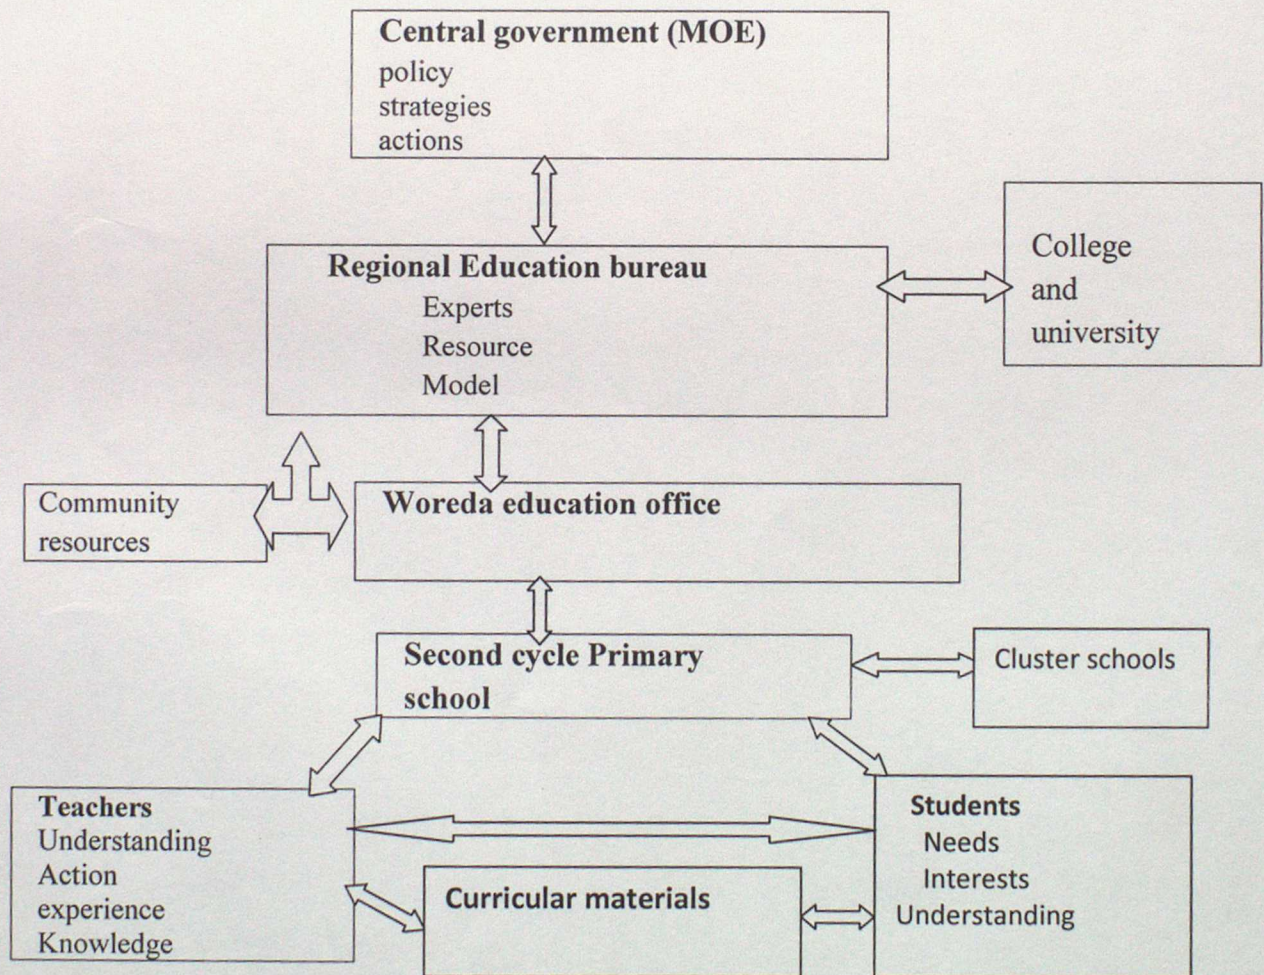 Central government (MOE)
policy
strategies
actions
Regional Education bureau
Experts
Resource
Model
College
and
university
Community
resources
Woreda education office
Second cycle Primary
school
Cluster schools
Teachers
Understanding
Action
experience
Knowledge
Curricular materials
Students
Needs
Interests
Understanding